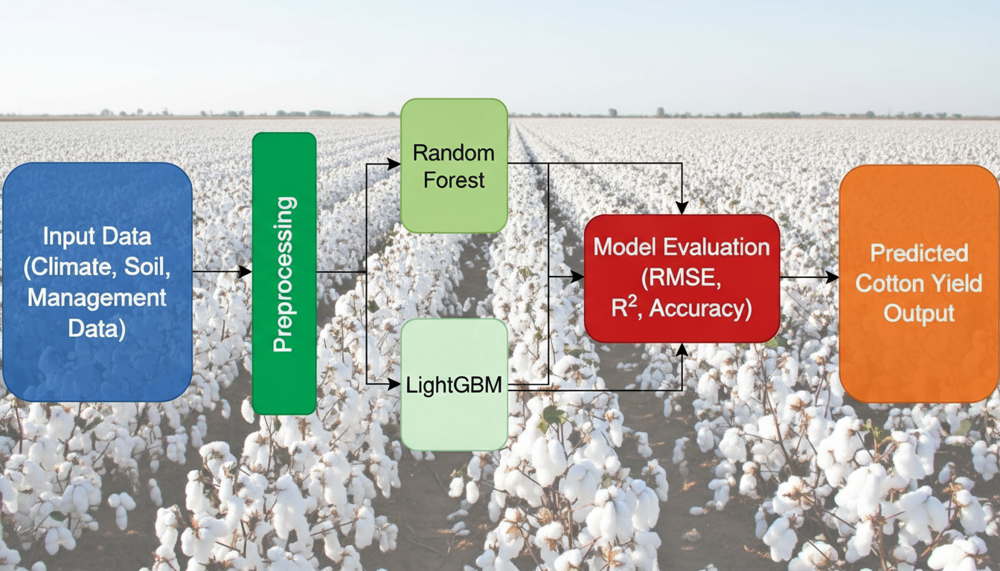 Input Data
(Climate, Soil,
Management
Data)
Preprocessing
Random
Forest
LightGBM
Model Evaluation
(RMSE,
R², Accuracy)
Predicted
Cotton Yield
Output